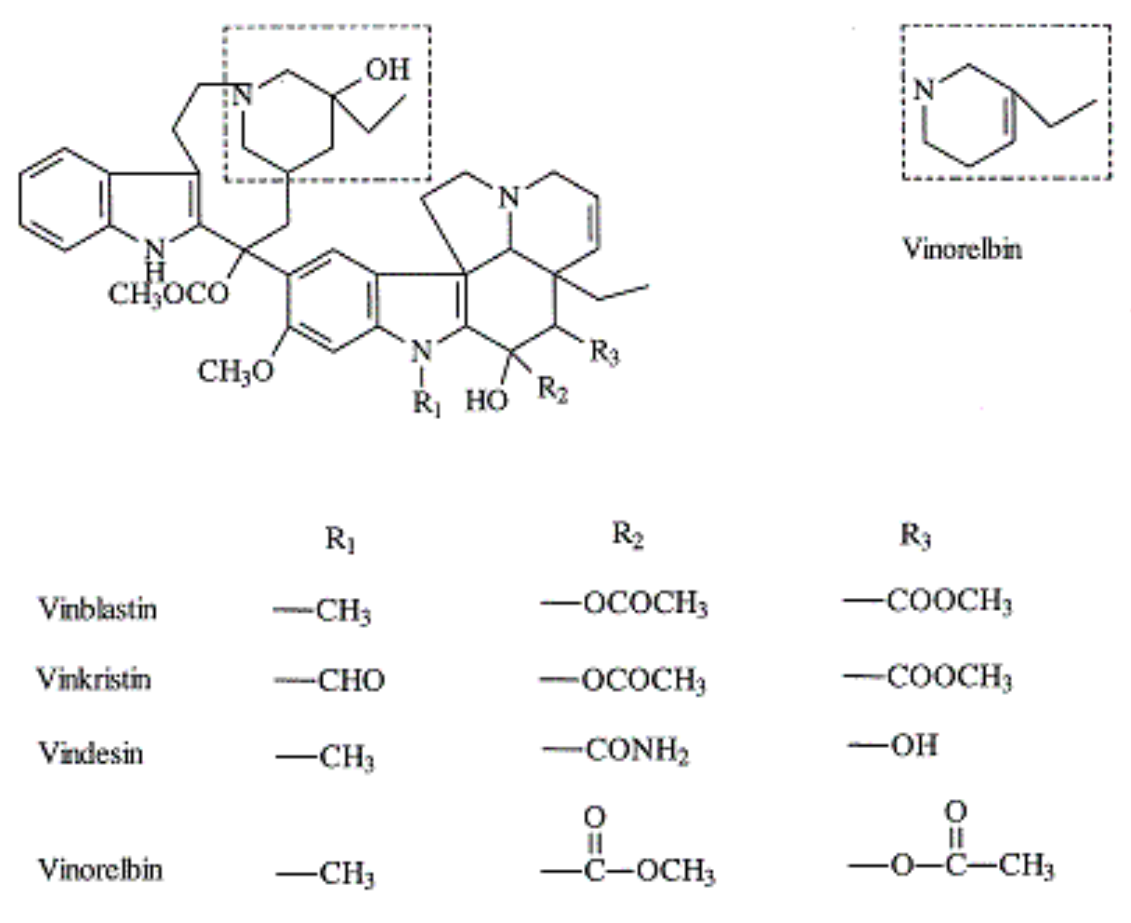 N
OH
N
N
H
CH₃OCO
N
Vinorelbin
CH₃O
N
R₁
HO
R₂
R₃
R₁ R₂ R₃
Vinblastin —CH₃ —OCOCH₃ —COOCH₃
Vinkristin —CHO —OCOCH₃ —COOCH₃
Vindesin —CH₃ —CONH₂ —OH
O O
Vinorelbin —CH₃ —C—OCH₃ —O—C—CH₃